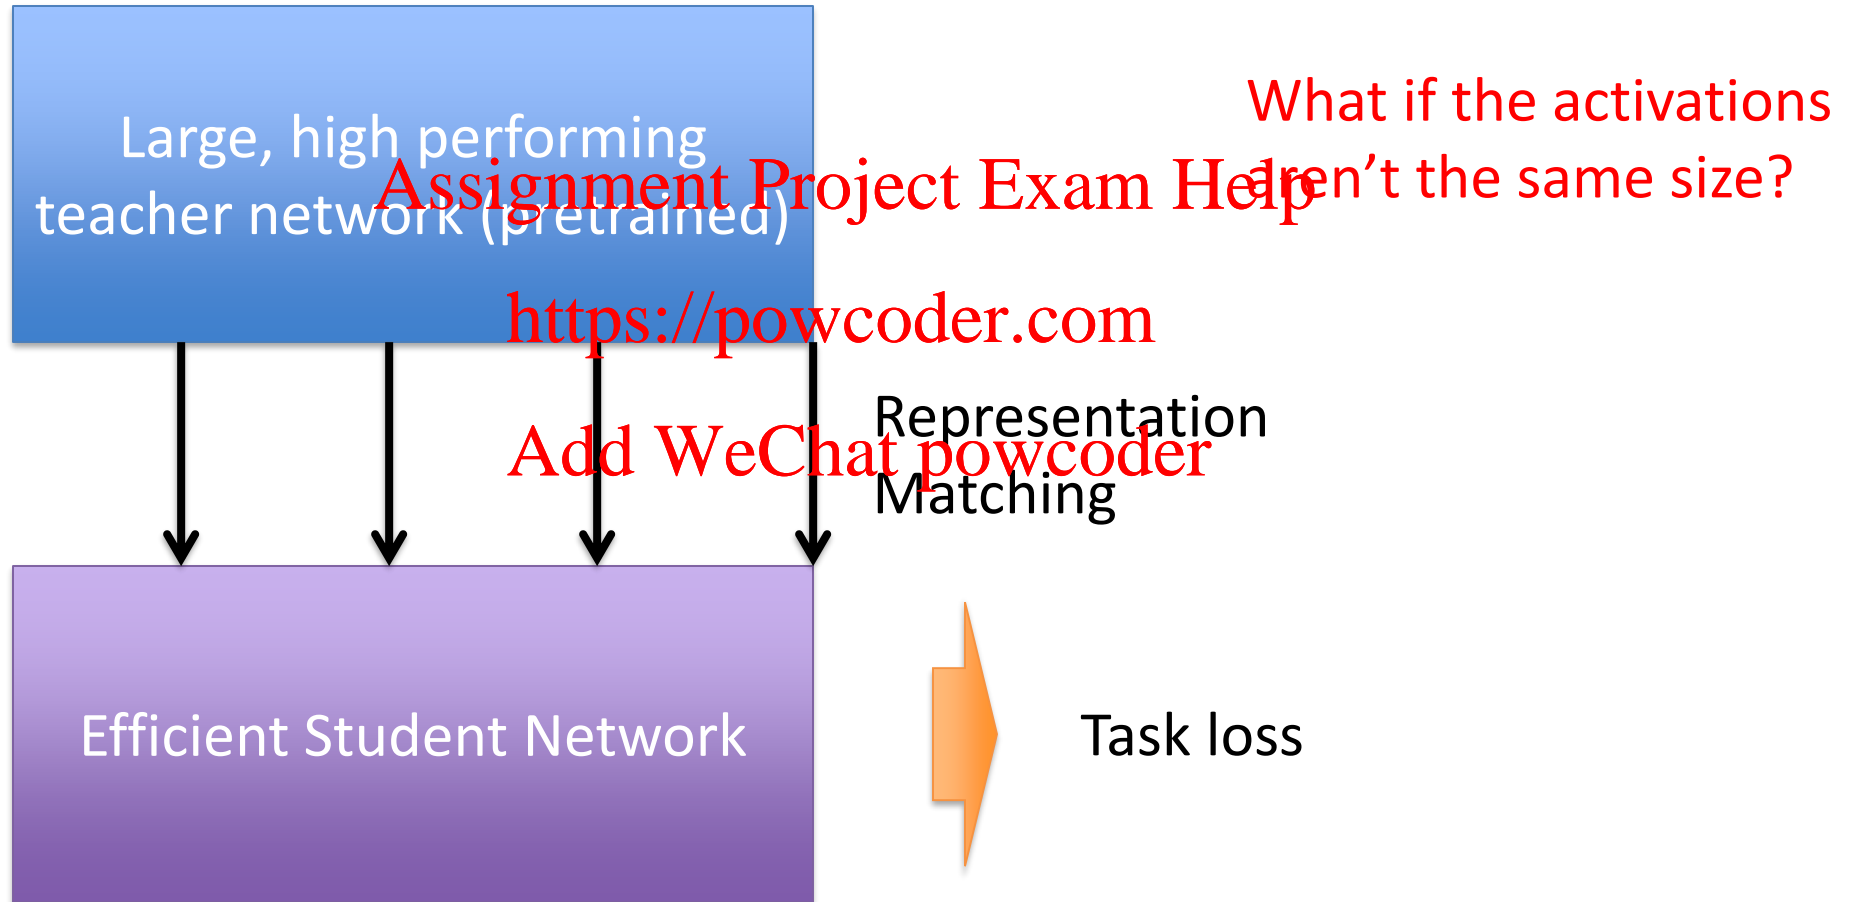 Large, high performing
teacher network (pretrained)
What if the activations
aren’t the same size?
Assignment Project Exam Help
https://powcoder.com
Add WeChat powcoder
Representation
Matching
Efficient Student Network
Task loss